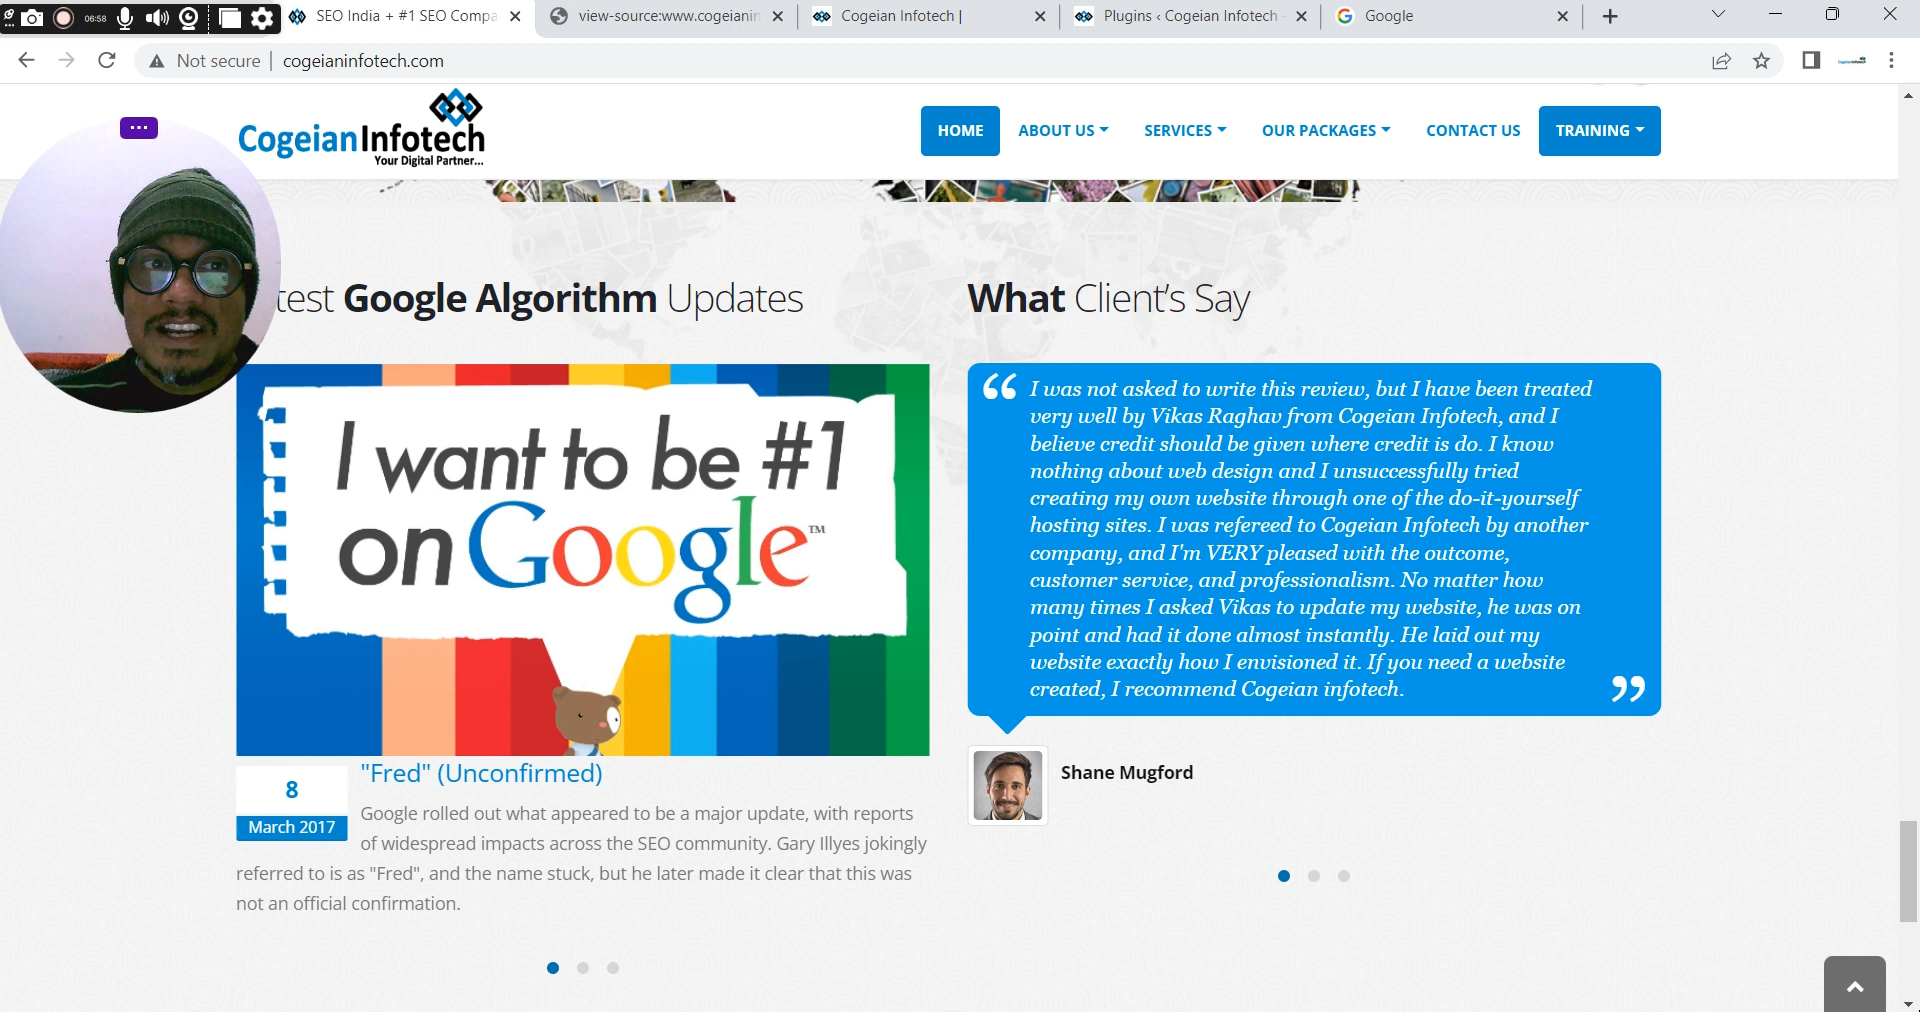 06:58
SEO India + #1 SEO Compa
view-source:www.cogeianin
Cogeian Infotech |
Plugins ‹ Cogeian Infotech
Google
Not secure | cogeianinfotech.com
CogeianInfotech
Your Digital Partner...
HOME
ABOUT US
SERVICES
OUR PACKAGES
CONTACT US
TRAINING
test Google Algorithm Updates
I want to be #1
on Google™
8
March 2017
"Fred" (Unconfirmed)
Google rolled out what appeared to be a major update, with reports
of widespread impacts across the SEO community. Gary Illyes jokingly
referred to is as "Fred", and the name stuck, but he later made it clear that this was
not an official confirmation.
What Client's Say
“ I was not asked to write this review, but I have been treated
very well by Vikas Raghav from Cogeian Infotech, and I
believe credit should be given where credit is do. I know
nothing about web design and I unsuccessfully tried
creating my own website through one of the do-it-yourself
hosting sites. I was refereed to Cogeian Infotech by another
company, and I'm VERY pleased with the outcome,
customer service, and professionalism. No matter how
many times I asked Vikas to update my website, he was on
point and had it done almost instantly. He laid out my
website exactly how I envisioned it. If you need a website
created, I recommend Cogeian infotech. ”
Shane Mugford